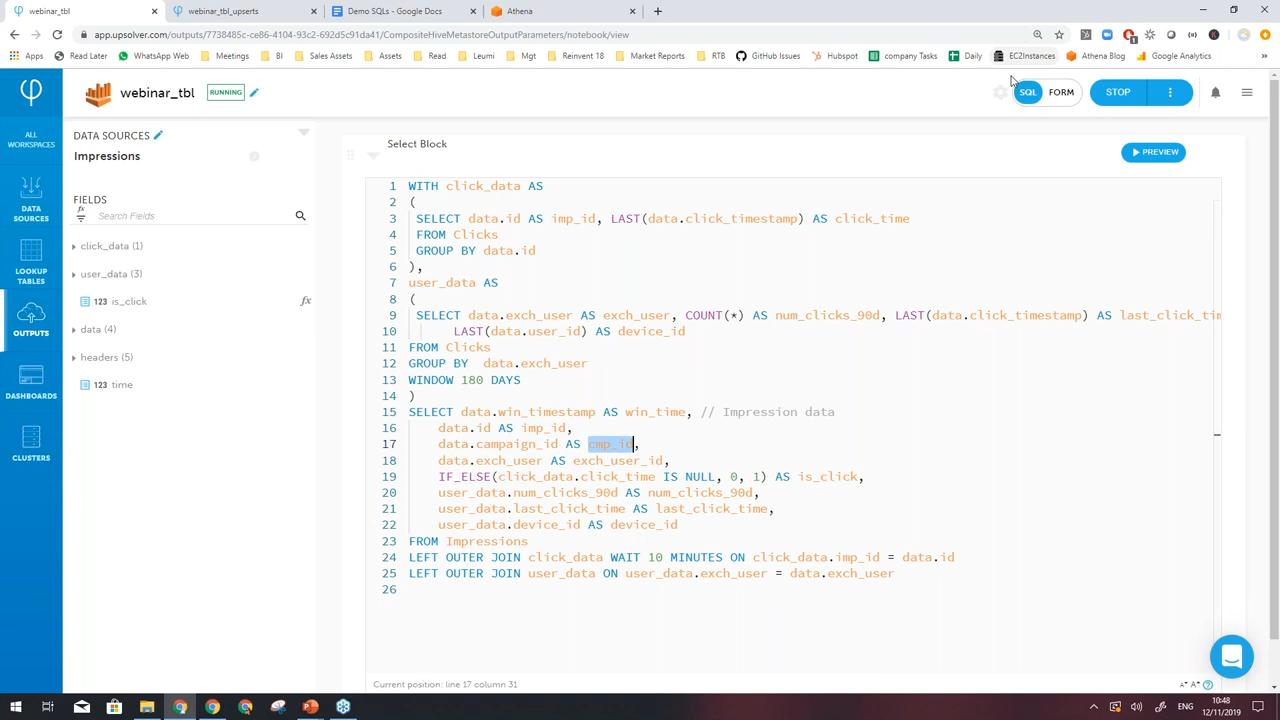 webinar_tbl
webinar_tbl_upserts
Demo SQLs - Google Docs
Athena
app.upsolver.com/outputs/7738485c-ce86-4104-93c2-692d5c91da41/CompositeHiveMetastoreOutputParameters/notebook/view
Apps
Login
WhatsApp Web
Meetings
BI
Sales Assets
Assets
Read
Leumi
Mgt
Reinvent 18
Market Reports
RTB
GitHub Issues
Hubspot
company Tasks
Daily
EC2Instances
Athena Blog
Google Analytics
»
webinar_tbl
RUNNING
SQL
FORM
STOP
ALL
WORKSPACES
DATA
SOURCES
LOOKUP
TABLES
OUTPUTS
DASHBOARDS
CLUSTERS
DATA SOURCES
Impressions
FIELDS
Search Fields
click_data (1)
user_data (3)
123 is_click
fx
data (4)
headers (5)
123 time
Select Block
PREVIEW
1 WITH click_data AS
2 (
3 SELECT data.id AS imp_id, LAST(data.click_timestamp) AS click_time
4 FROM Clicks
5 GROUP BY data.id
6 ),
7 user_data AS
8 (
9 SELECT data.exch_user AS exch_user, COUNT(*) AS num_clicks_90d, LAST(data.click_timestamp) AS last_click_tim
10 LAST(data.user_id) AS device_id
11 FROM Clicks
12 GROUP BY data.exch_user
13 WINDOW 180 DAYS
14 )
15 SELECT data.win_timestamp AS win_time, // Impression data
16 data.id AS imp_id,
17 data.campaign_id AS cmp_id,
18 data.exch_user AS exch_user_id,
19 IF_ELSE(click_data.click_time IS NULL, 0, 1) AS is_click,
20 user_data.num_clicks_90d AS num_clicks_90d,
21 user_data.last_click_time AS last_click_time,
22 user_data.device_id AS device_id
23 FROM Impressions
24 LEFT OUTER JOIN click_data WAIT 10 MINUTES ON click_data.imp_id = data.id
25 LEFT OUTER JOIN user_data ON user_data.exch_user = data.exch_user
26
Current position: line 17 column 31
ENG
10:48
12/11/2019